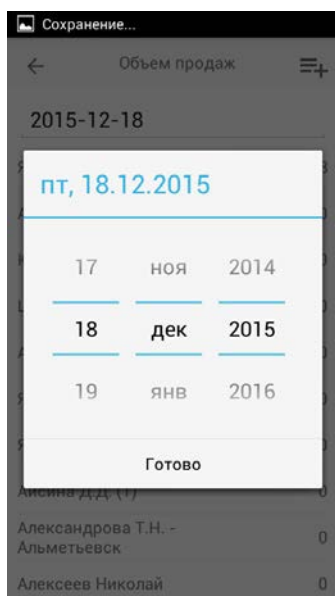 Сохранение...
Объем продаж
2015-12-18
пт, 18.12.2015
17 ноя 2014
18 дек 2015
19 янв 2016
Готово
Айсина Д.Д. (1) 0
Александрова Т.Н. - 0
Альметьевск
Алексеев Николай 0